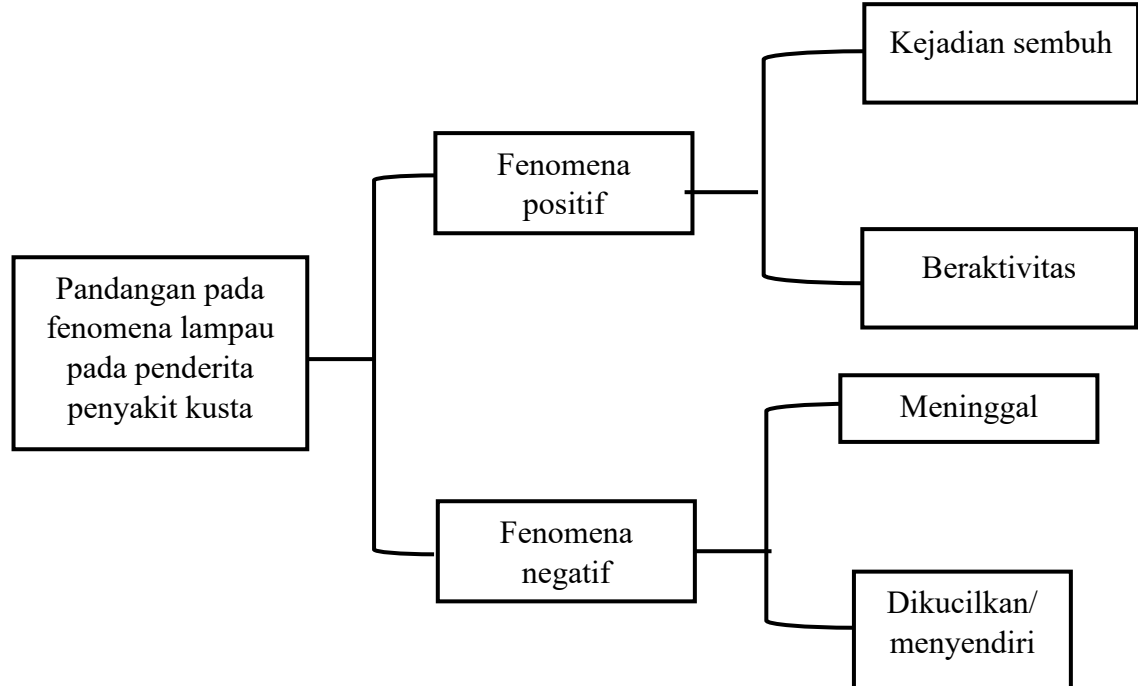 Pandangan pada
fenomena lampau
pada penderita
penyakit kusta
Fenomena
positif
Kejadian sembuh
Beraktivitas
Fenomena
negatif
Meninggal
Dikucilkan/
menyendiri